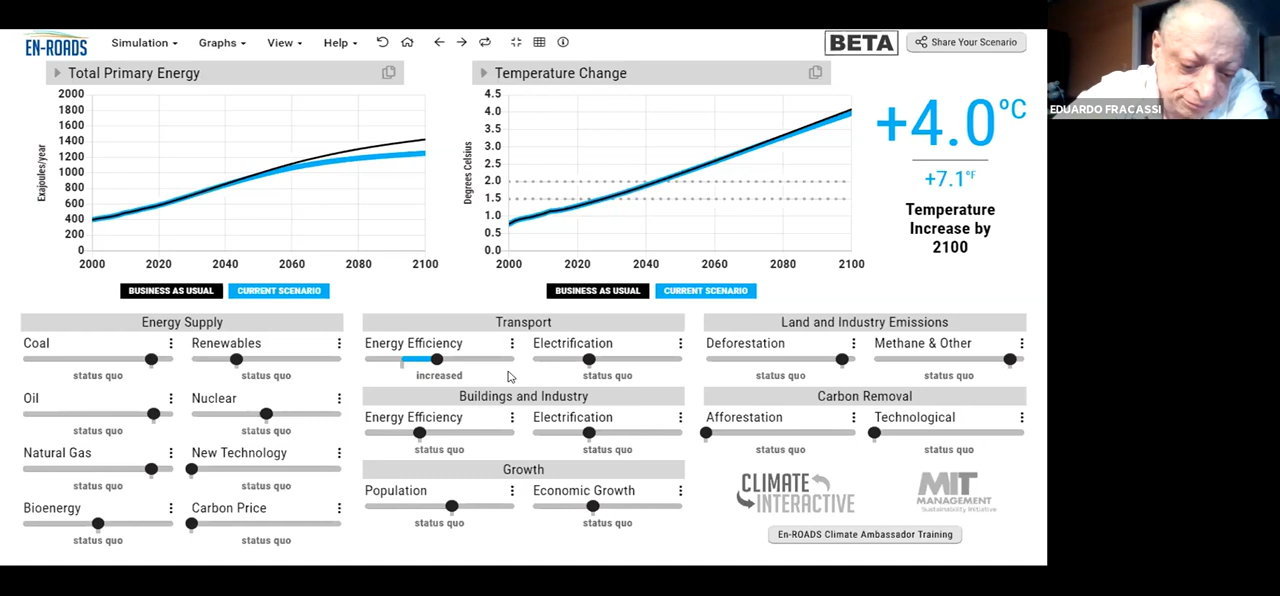 EN-ROADS
Simulation Graphs View Help
BETA
Share Your Scenario
EDUARDO FRACASSI
Total Primary Energy
2000
1800
1600
1400
1200
1000
800
600
400
200
0
Exajoules/year
2000 2020 2040 2060 2080 2100
BUSINESS AS USUAL CURRENT SCENARIO
Temperature Change
4.5
4.0
3.5
3.0
2.5
2.0
1.5
1.0
0.5
0.0
Degrees Celsius
2000 2020 2040 2060 2080 2100
BUSINESS AS USUAL CURRENT SCENARIO
+4.0°C
+7.1°F
Temperature
Increase by
2100
Energy Supply
Coal Renewables
status quo status quo
Oil Nuclear
status quo status quo
Natural Gas New Technology
status quo status quo
Bioenergy Carbon Price
status quo status quo
Transport
Energy Efficiency Electrification
increased status quo
Buildings and Industry
Energy Efficiency Electrification
status quo status quo
Growth
Population Economic Growth
status quo status quo
Land and Industry Emissions
Deforestation Methane & Other
status quo status quo
Carbon Removal
Afforestation Technological
status quo status quo
CLIMATE
INTERACTIVE
MIT
MANAGEMENT
Sustainability Initiative
En-ROADS Climate Ambassador Training